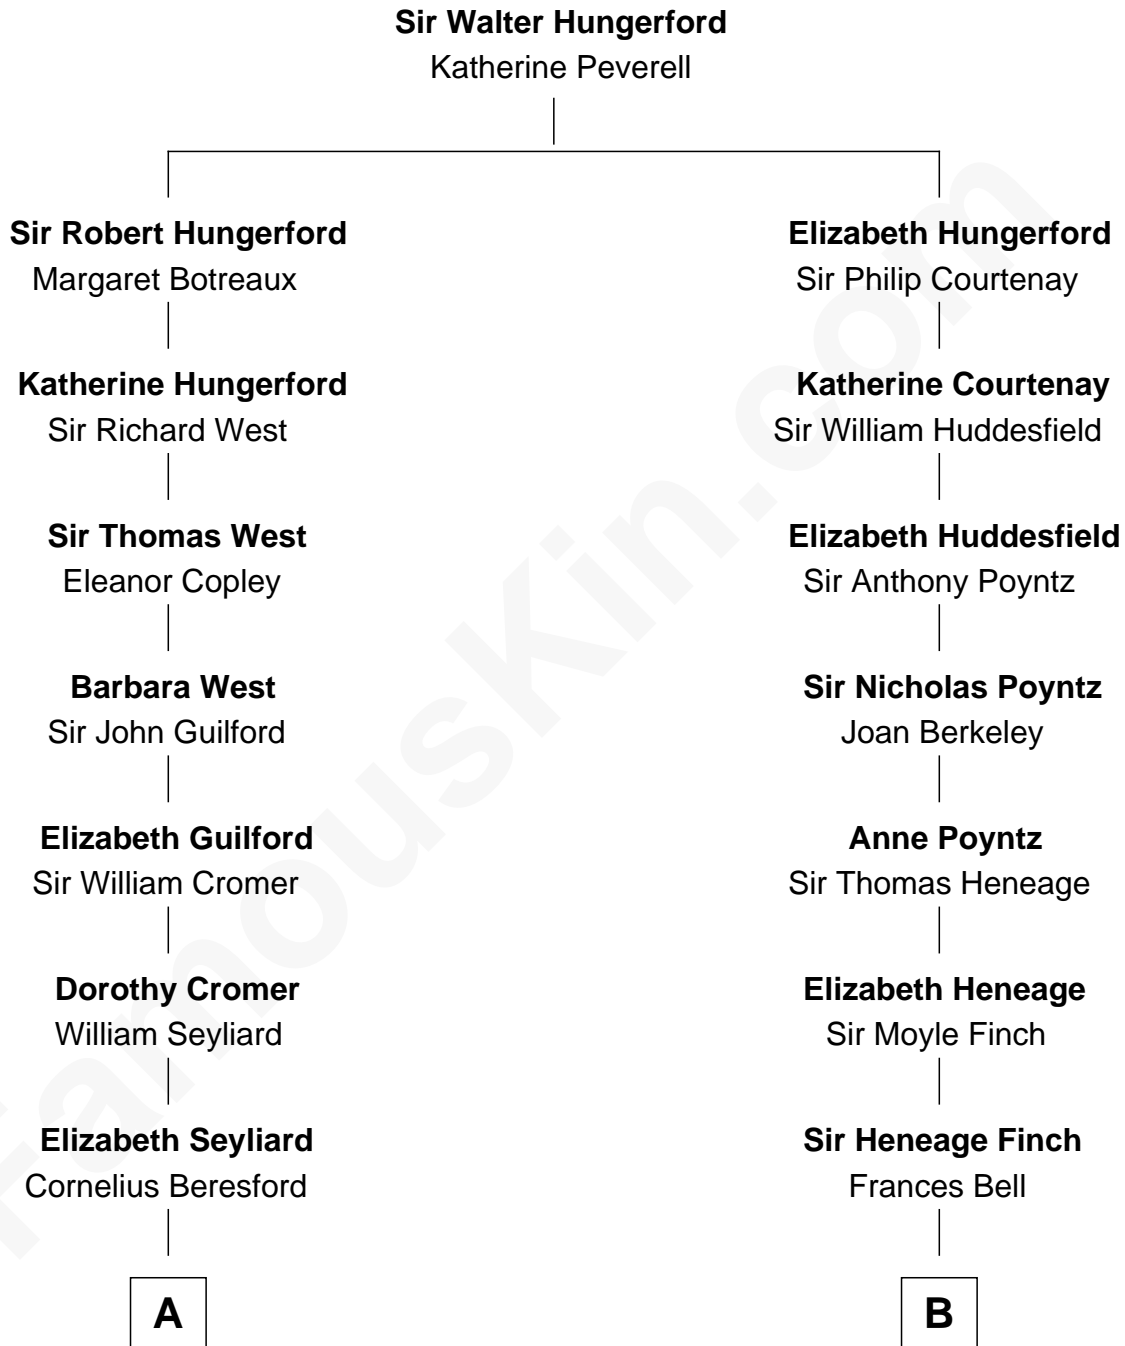 Sir Walter Hungerford
Katherine Peverell
Sir Robert Hungerford
Margaret Botreaux
Katherine Hungerford
Sir Richard West
Sir Thomas West
Eleanor Copley
Barbara West
Sir John Guilford
Elizabeth Guilford
Sir William Cromer
Dorothy Cromer
William Seyliard
Elizabeth Seyliard
Cornelius Beresford
A
Elizabeth Hungerford
Sir Philip Courtenay
Katherine Courtenay
Sir William Huddesfield
Elizabeth Huddesfield
Sir Anthony Poyntz
Sir Nicholas Poyntz
Joan Berkeley
Anne Poyntz
Sir Thomas Heneage
Elizabeth Heneage
Sir Moyle Finch
Sir Heneage Finch
Frances Bell
B
FamousKin.com